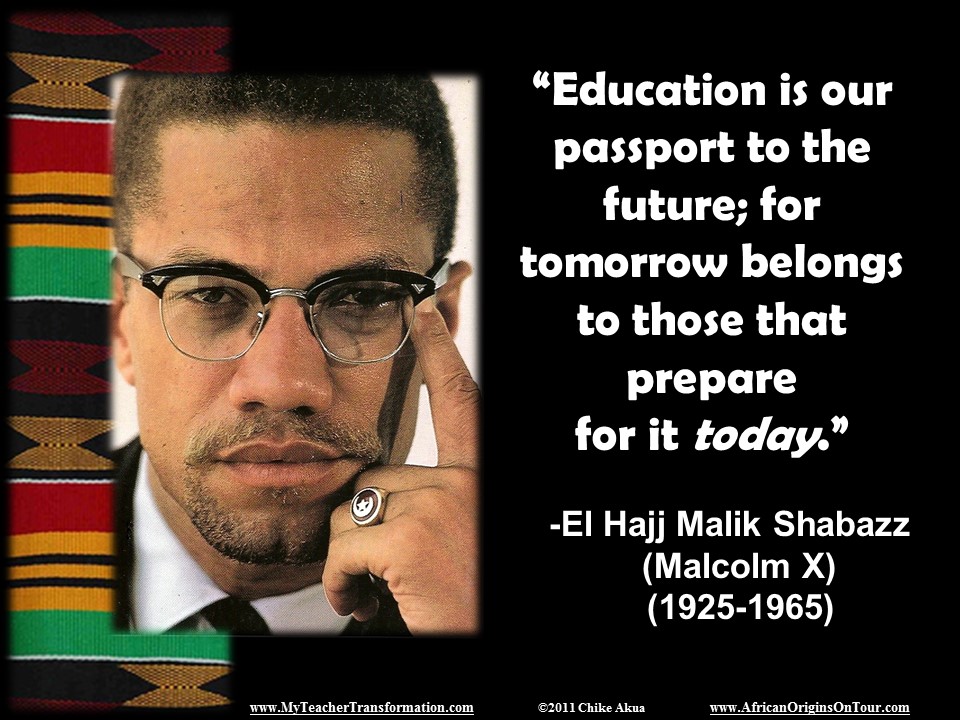 “Education is our
passport to the
future; for
tomorrow belongs
to those that
prepare
for it today.”
-El Hajj Malik Shabazz
(Malcolm X)
(1925-1965)
www.MyTeacherTransformation.com ©2011 Chike Akua www.AfricanOriginsOnTour.com